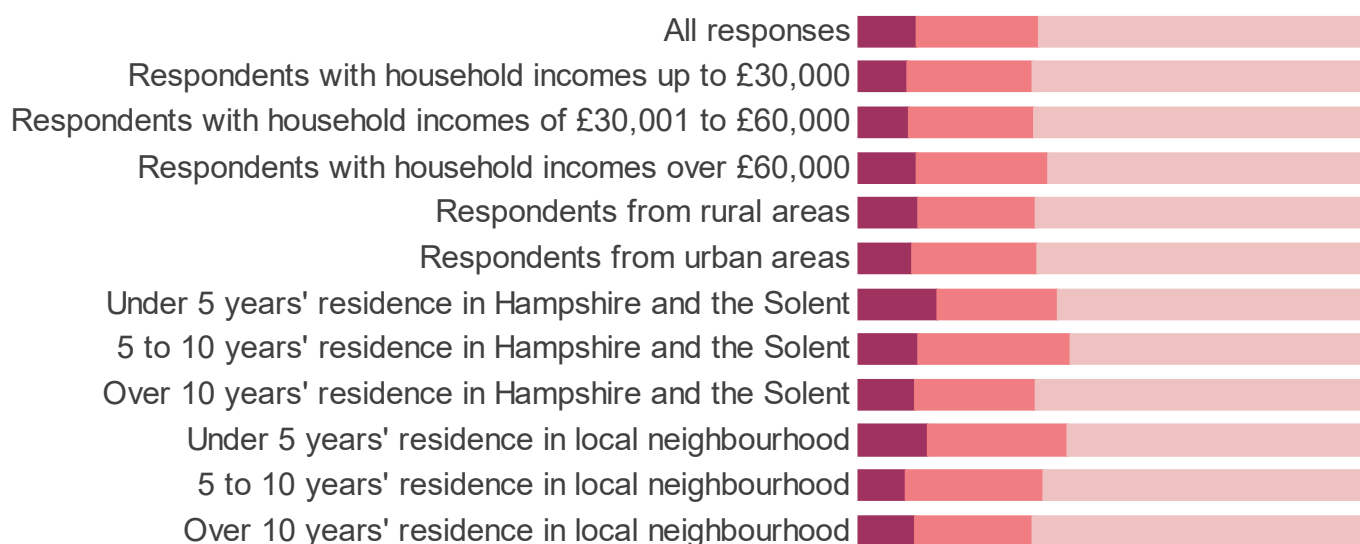 All responses
Respondents with household incomes up to £30,000
Respondents with household incomes of £30,001 to £60,000
Respondents with household incomes over £60,000
Respondents from rural areas
Respondents from urban areas
Under 5 years' residence in Hampshire and the Solent
5 to 10 years' residence in Hampshire and the Solent
Over 10 years' residence in Hampshire and the Solent
Under 5 years' residence in local neighbourhood
5 to 10 years' residence in local neighbourhood
Over 10 years' residence in local neighbourhood